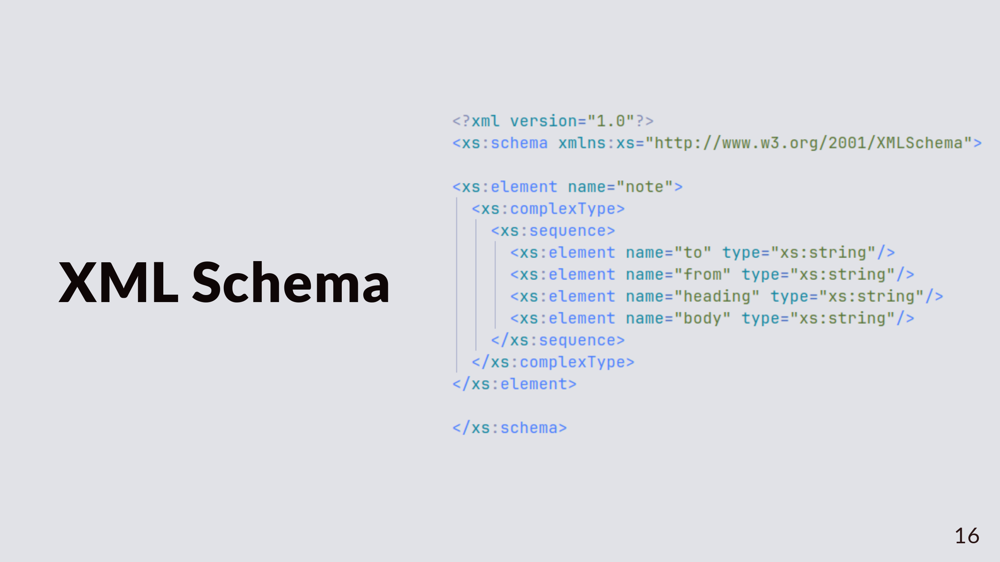 XML Schema
<?xml version="1.0"?>
<xs:schema xmlns:xs="http://www.w3.org/2001/XMLSchema">
<xs:element name="note">
<xs:complexType>
<xs:sequence>
<xs:element name="to" type="xs:string"/>
<xs:element name="from" type="xs:string"/>
<xs:element name="heading" type="xs:string"/>
<xs:element name="body" type="xs:string"/>
</xs:sequence>
</xs:complexType>
</xs:element>
</xs:schema>
16